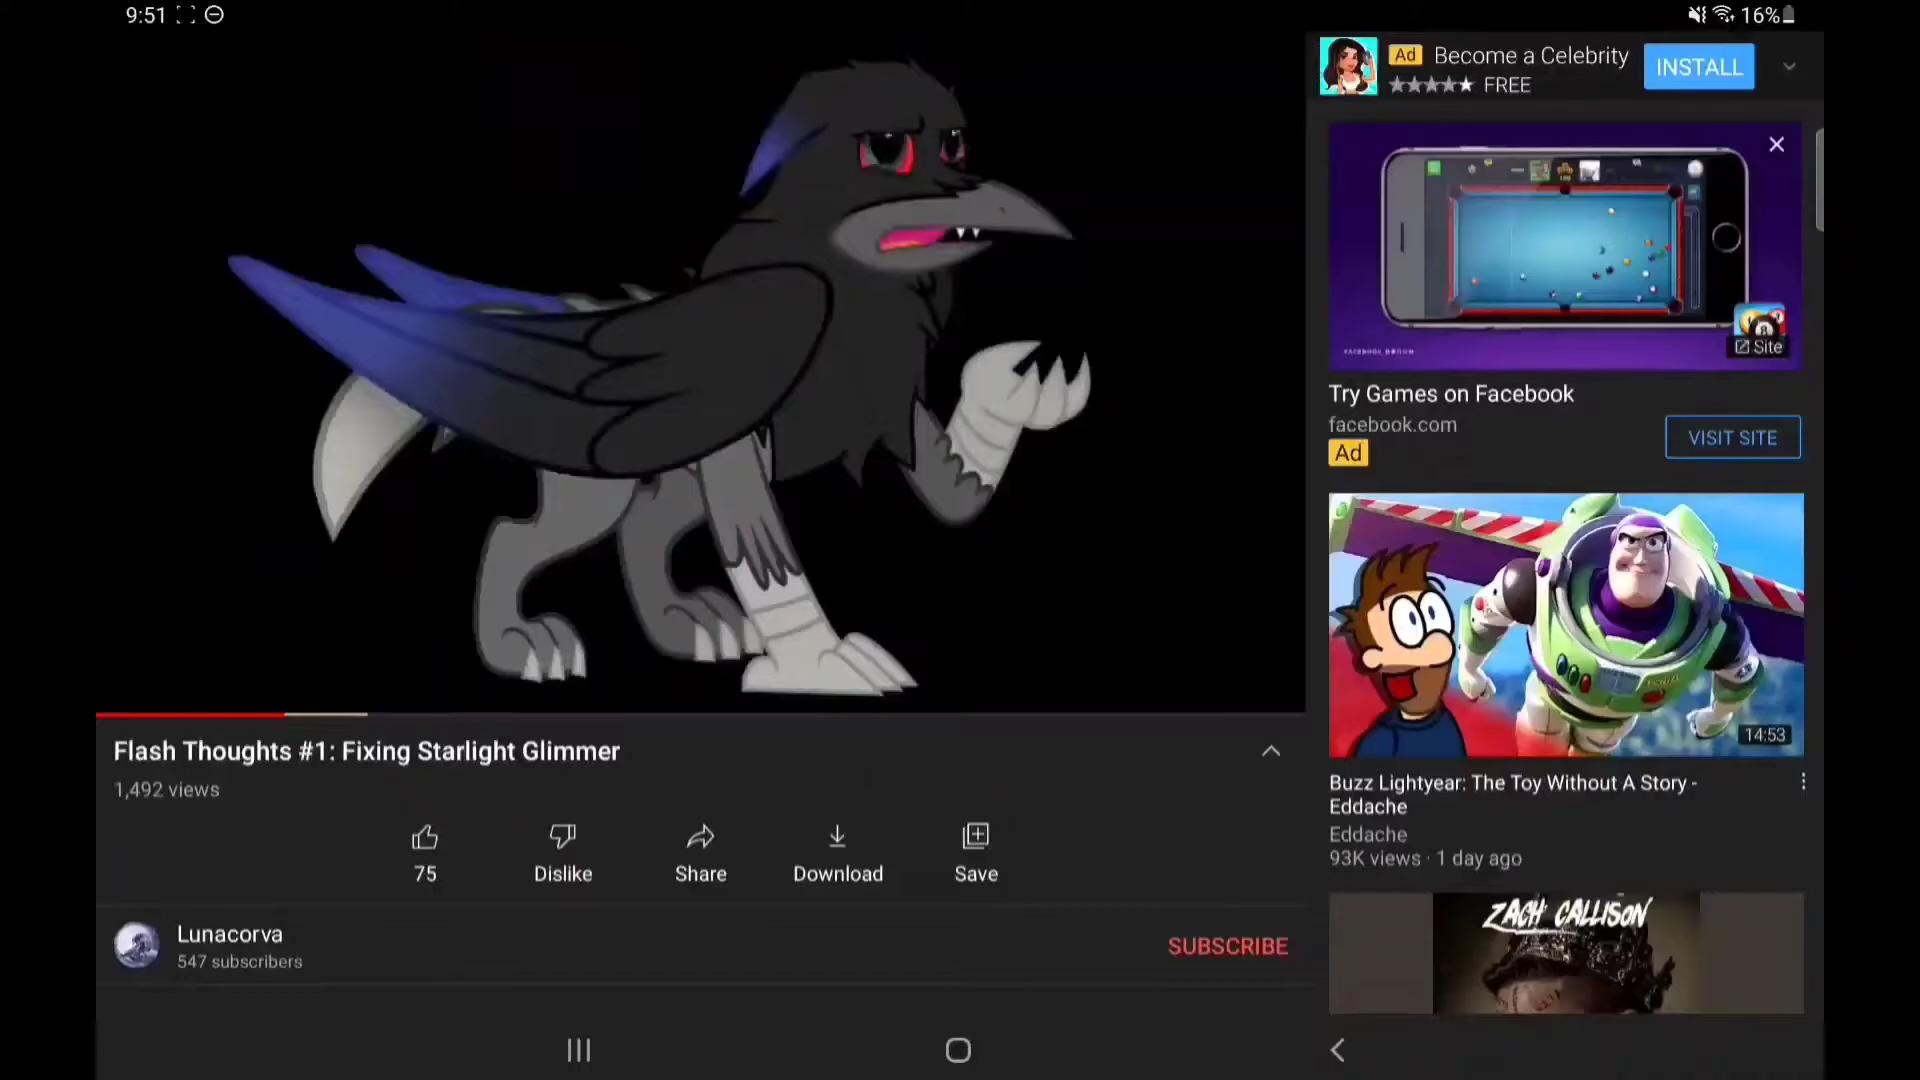 9:51
16%
Ad Become a Celebrity
FREE
INSTALL
Site
Try Games on Facebook
facebook.com
Ad
VISIT SITE
14:53
Buzz Lightyear: The Toy Without A Story -
Eddache
Eddache
93K views · 1 day ago
ZACH CALLISON
Flash Thoughts #1: Fixing Starlight Glimmer
1,492 views
75
Dislike
Share
Download
Save
Lunacorva
547 subscribers
SUBSCRIBE